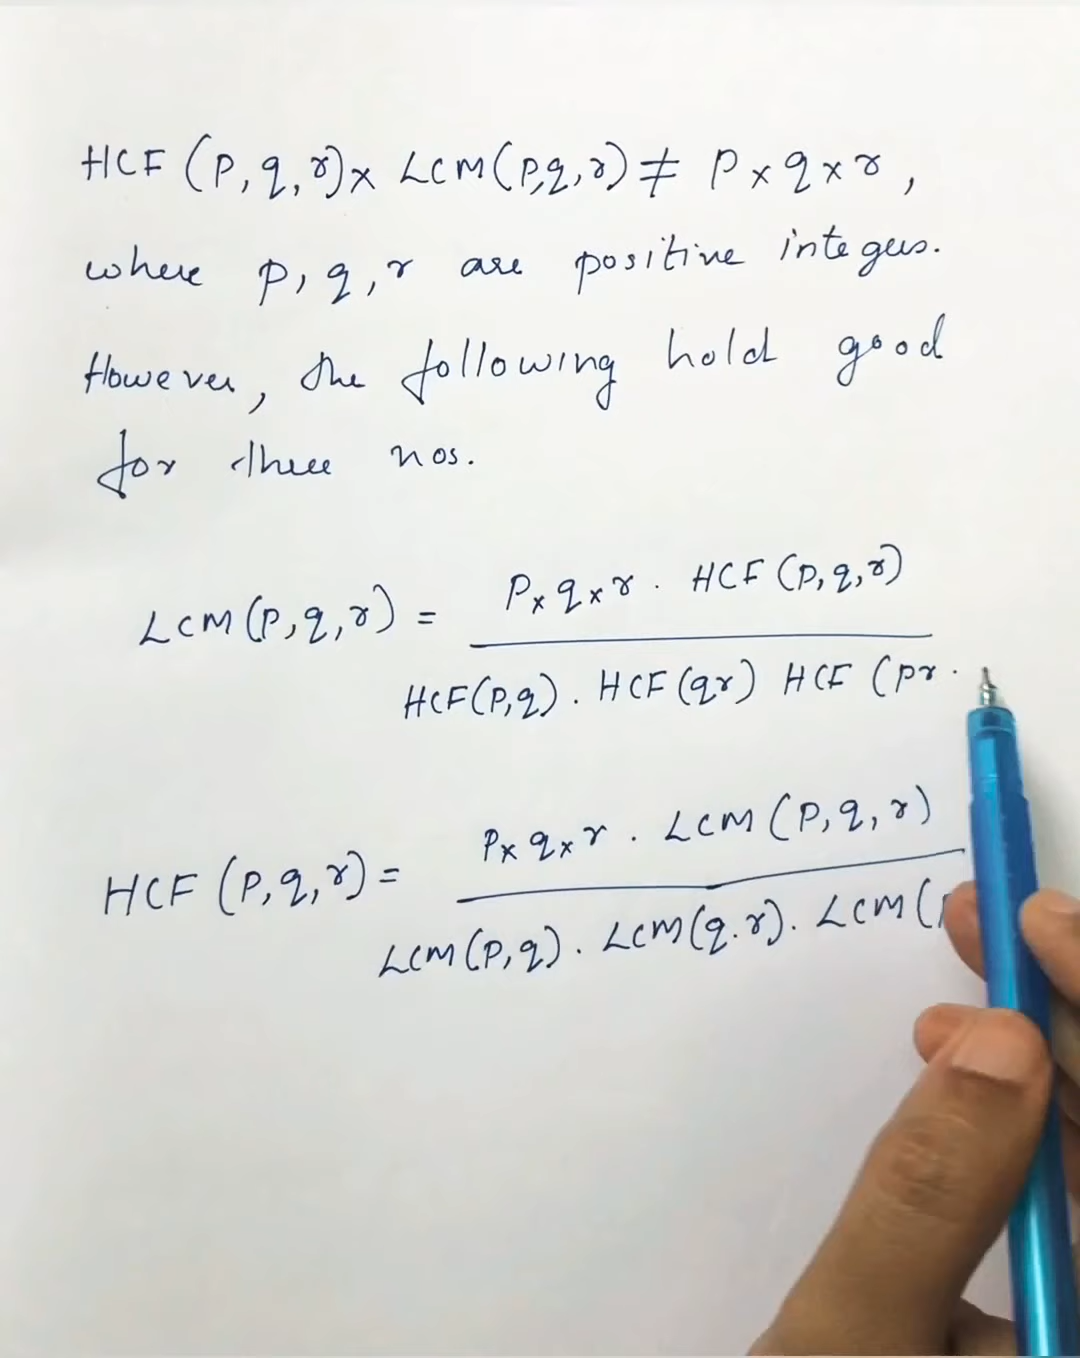 HCF (P, q, r) x LCM (P, q, r) ≠ P x q x r,
where p, q, r are positive integers.
However, the following hold good
for three nos.
LCM (P, q, r) = P x q x r . HCF (P, q, r)
HCF (P, q) . HCF (qr) HCF (pr .
HCF (P, q, r) = P x q x r . LCM (P, q, r)
LCM (P, q) . LCM (q. r). LCM (